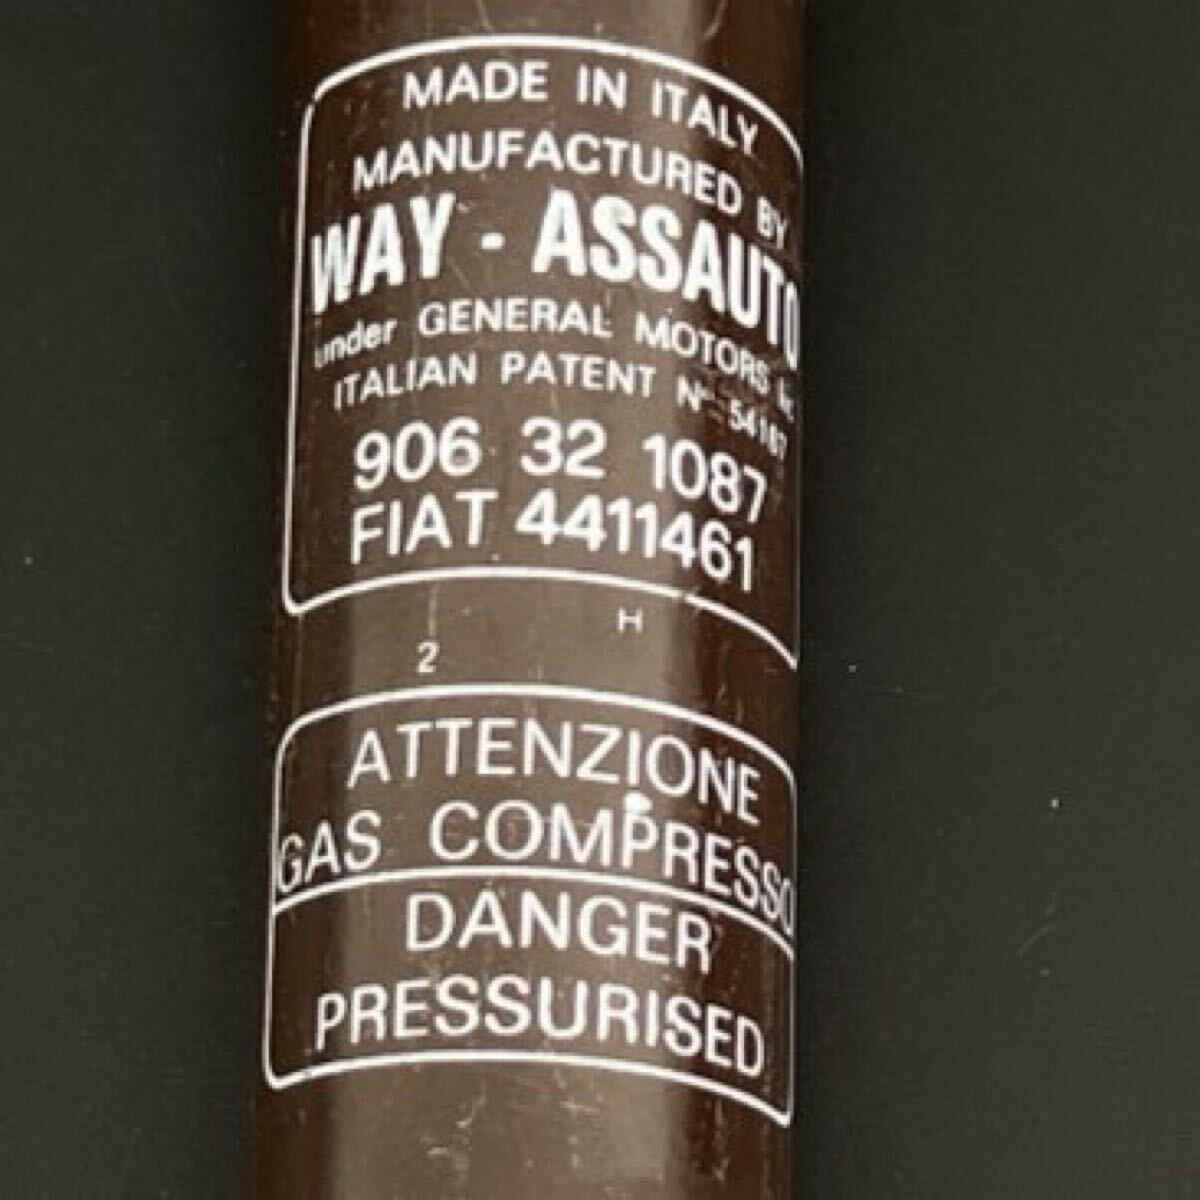 MADE IN ITALY
MANUFACTURED BY
WAY - ASSAUTO
under GENERAL MOTORS
ITALIAN PATENT N° 54167
906 32 1087
FIAT 4411461
H
2
ATTENZIONE
GAS COMPRESSO
DANGER
PRESSURISED